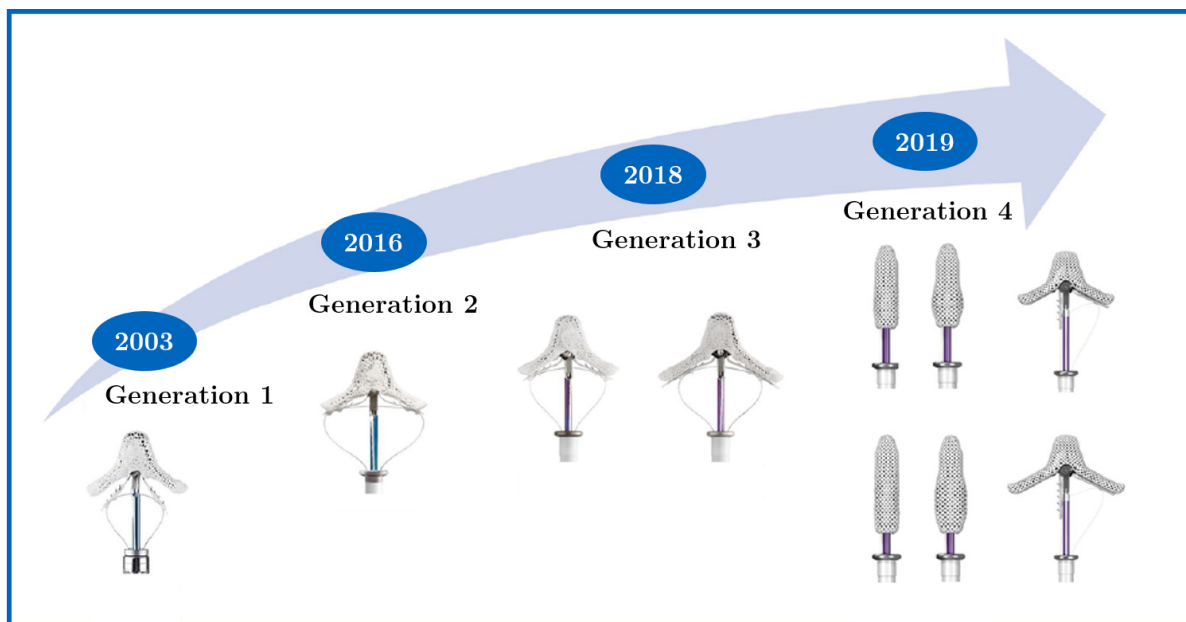 2003
Generation 1
2016
Generation 2
2018
Generation 3
2019
Generation 4